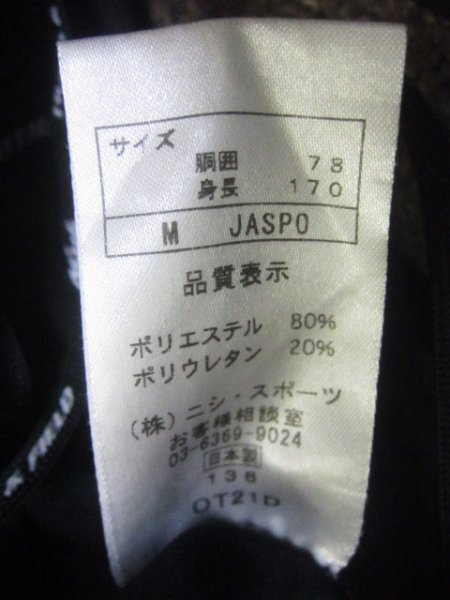 サイズ
胴囲 78
身長 170
M JASPO
品質表示
ポリエステル 80%
ポリウレタン 20%
(株)ニシ・スポーツ
お客様相談室
03-6369-9024
日本製
138
OT21D
& FIELD